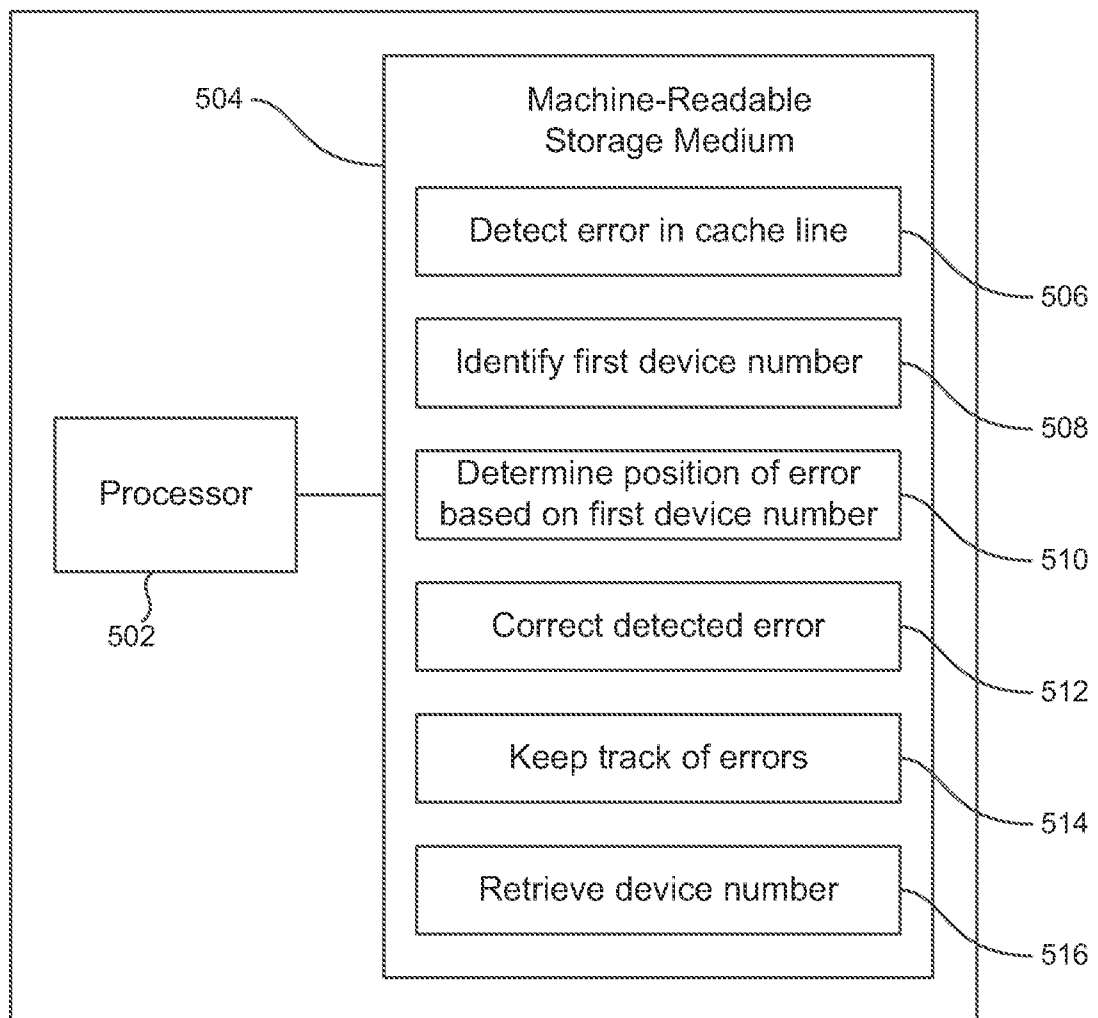 504
Machine-Readable
Storage Medium
Detect error in cache line
506
Identify first device number
508
Processor
502
Determine position of error
based on first device number
510
Correct detected error
512
Keep track of errors
514
Retrieve device number
516